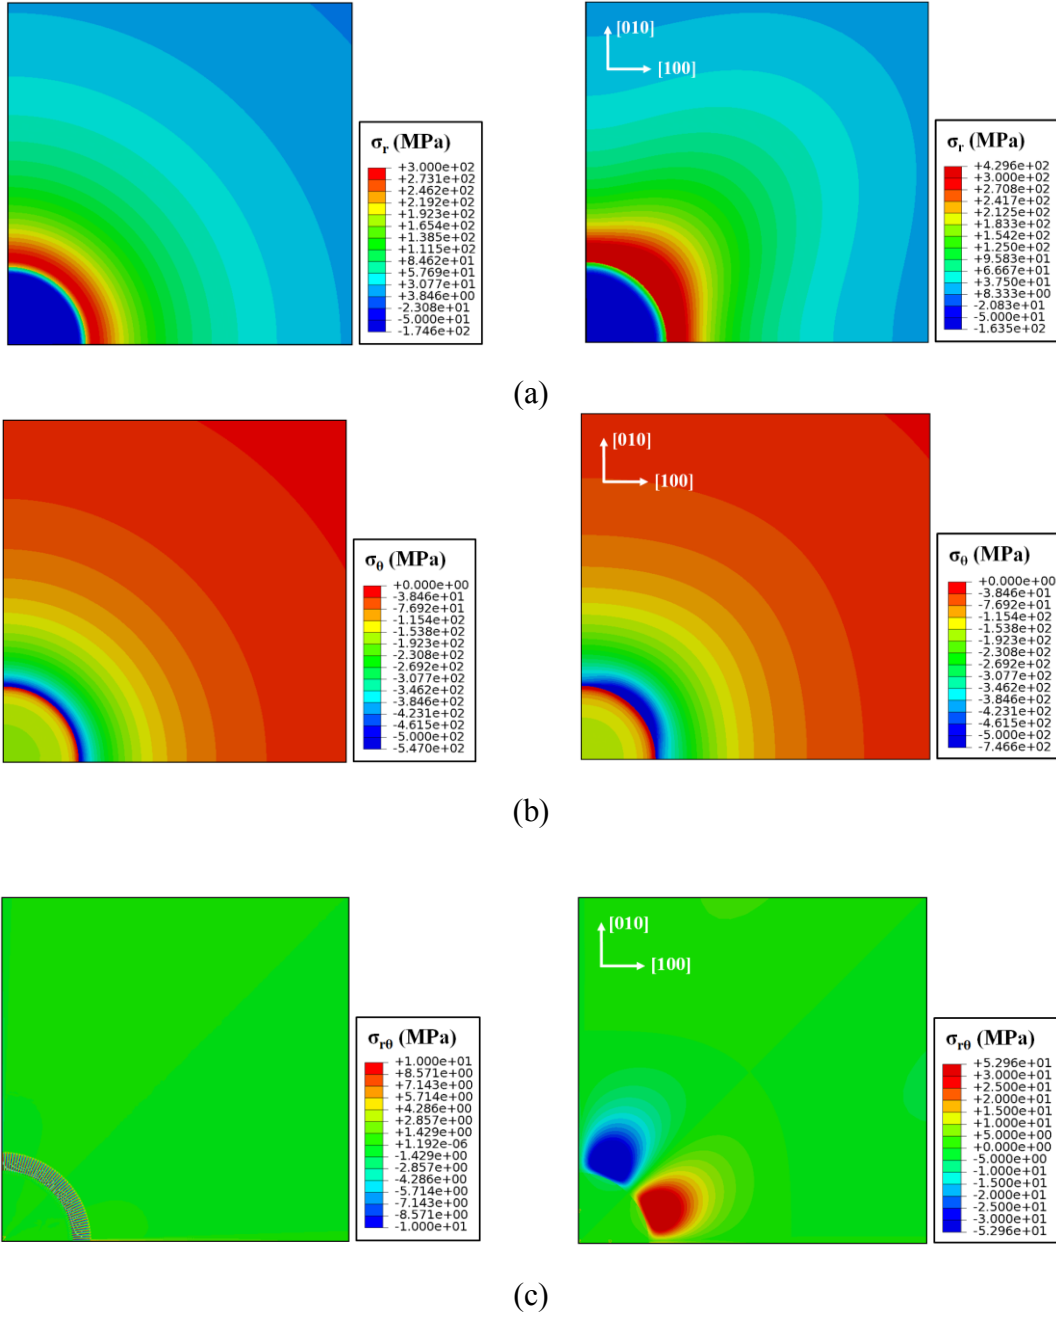 [010]
[100]
σr (MPa)
+3.000e+02
+2.731e+02
+2.462e+02
+2.192e+02
+1.923e+02
+1.654e+02
+1.385e+02
+1.115e+02
+8.462e+01
+5.769e+01
+3.077e+01
+3.846e+00
-2.308e+01
-5.000e+01
-1.746e+02
σr (MPa)
+4.296e+02
+3.000e+02
+2.708e+02
+2.417e+02
+2.125e+02
+1.833e+02
+1.542e+02
+1.250e+02
+9.583e+01
+6.667e+01
+3.750e+01
+8.333e+00
-2.083e+01
-5.000e+01
-1.635e+02
(a)
[010]
[100]
σθ (MPa)
+0.000e+00
-3.846e+01
-7.692e+01
-1.154e+02
-1.538e+02
-1.923e+02
-2.308e+02
-2.692e+02
-3.077e+02
-3.462e+02
-3.846e+02
-4.231e+02
-4.615e+02
-5.000e+02
-5.470e+02
σθ (MPa)
+0.000e+00
-3.846e+01
-7.692e+01
-1.154e+02
-1.538e+02
-1.923e+02
-2.308e+02
-2.692e+02
-3.077e+02
-3.462e+02
-3.846e+02
-4.231e+02
-4.615e+02
-5.000e+02
-7.466e+02
(b)
[010]
[100]
σrθ (MPa)
+1.000e+01
+8.571e+00
+7.143e+00
+5.714e+00
+4.286e+00
+2.857e+00
+1.429e+00
+1.192e-06
-1.429e+00
-2.857e+00
-4.286e+00
-5.714e+00
-7.143e+00
-8.571e+00
-1.000e+01
σrθ (MPa)
+5.296e+01
+3.000e+01
+2.500e+01
+2.000e+01
+1.500e+01
+1.000e+01
+5.000e+00
+0.000e+00
-5.000e+00
-1.000e+01
-1.500e+01
-2.000e+01
-2.500e+01
-3.000e+01
-5.296e+01
(c)